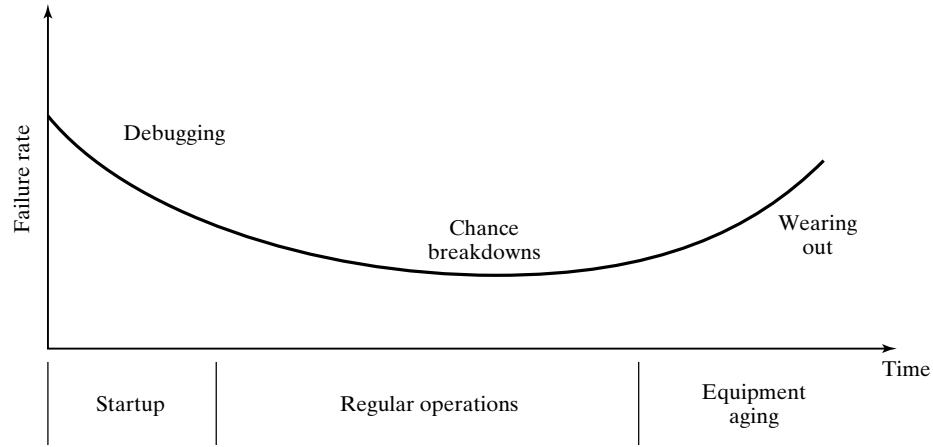 Failure rate
Debugging
Chance
breakdowns
Wearing
out
Time
Startup
Regular operations
Equipment
aging